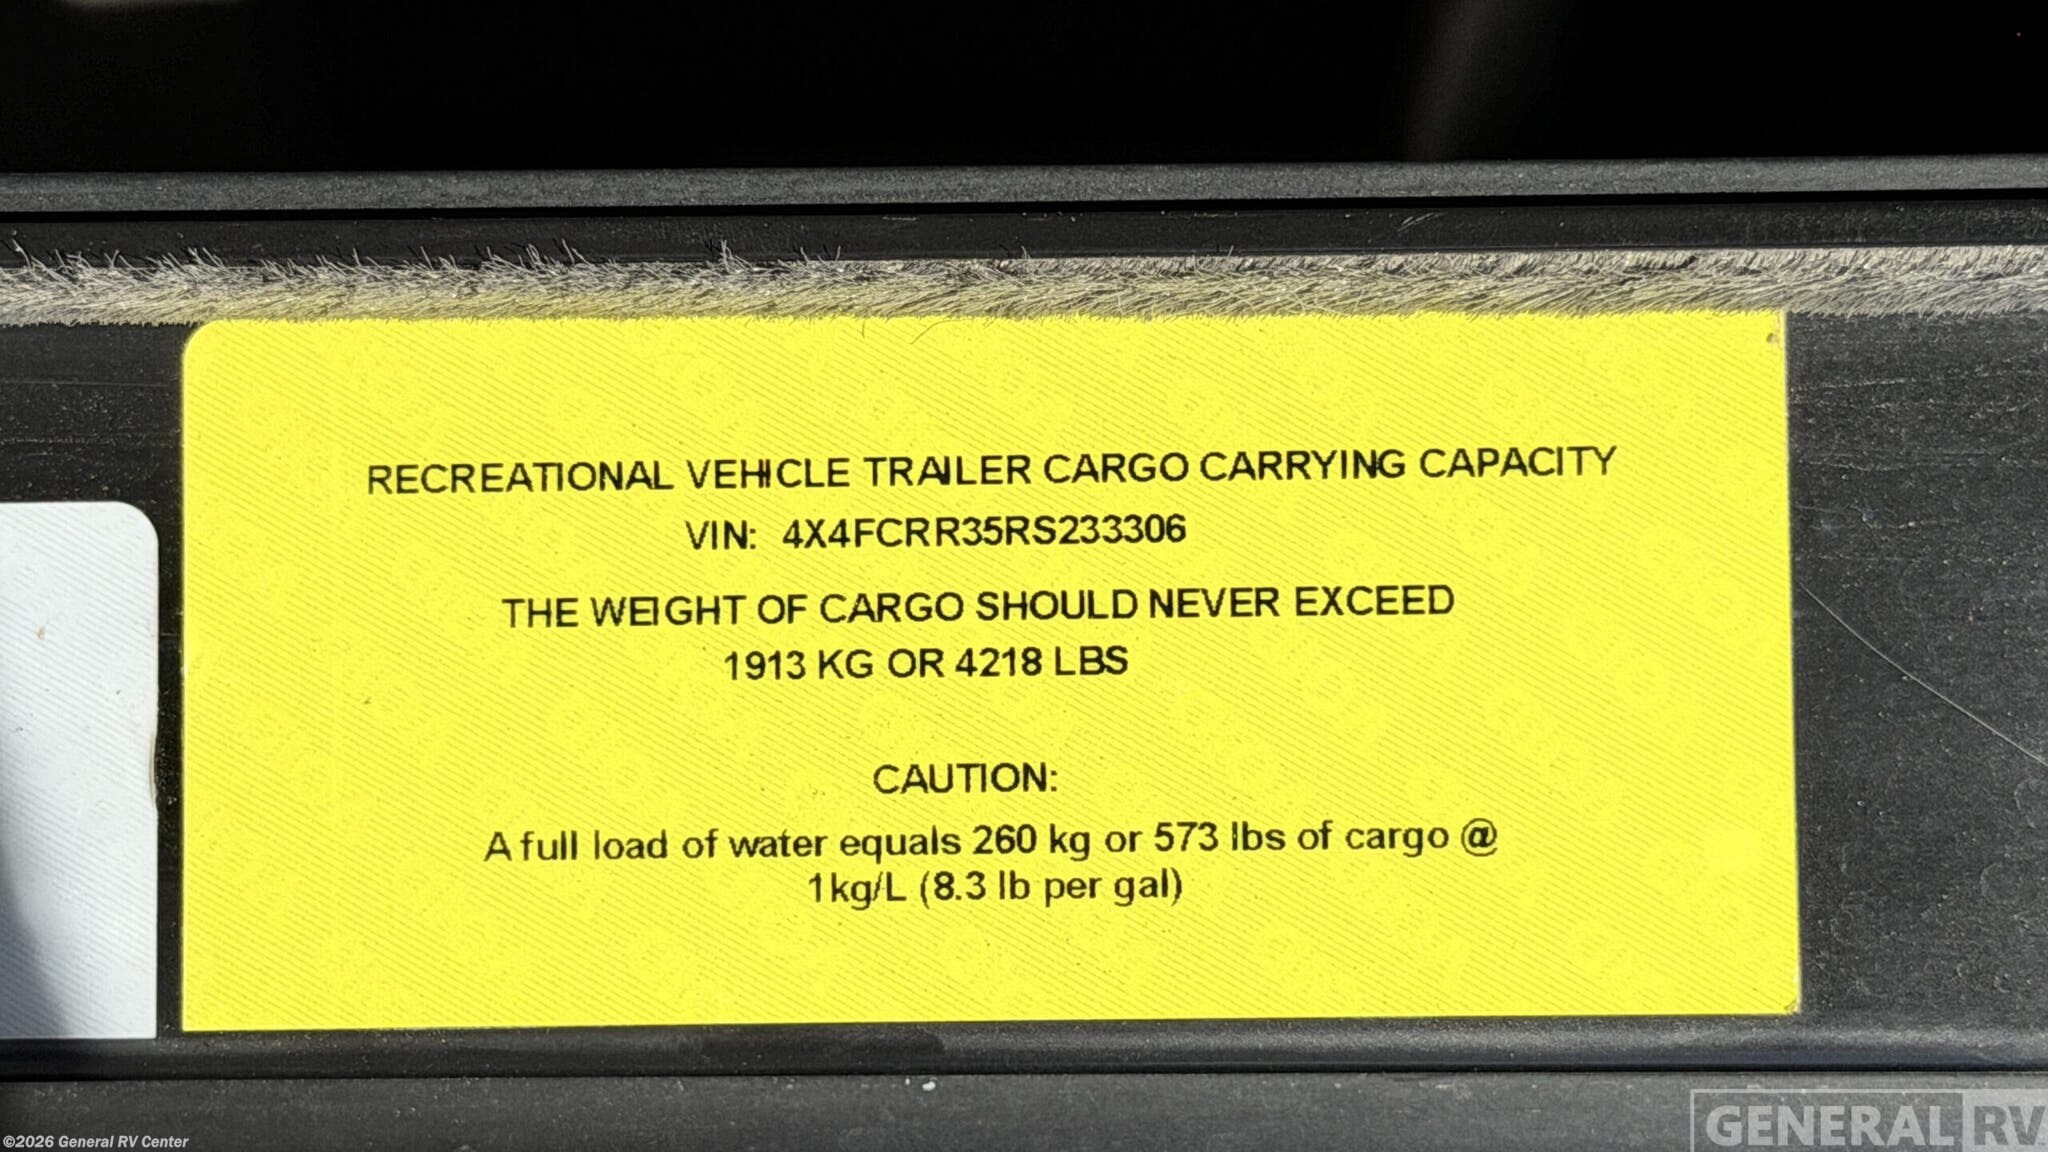 RECREATIONAL VEHICLE TRAILER CARGO CARRYING CAPACITY
VIN: 4X4FCRR35RS233306
THE WEIGHT OF CARGO SHOULD NEVER EXCEED
1913 KG OR 4218 LBS
CAUTION:
A full load of water equals 260 kg or 573 lbs of cargo @
1kg/L (8.3 lb per gal)
©2026 General RV Center
GENERAL RV